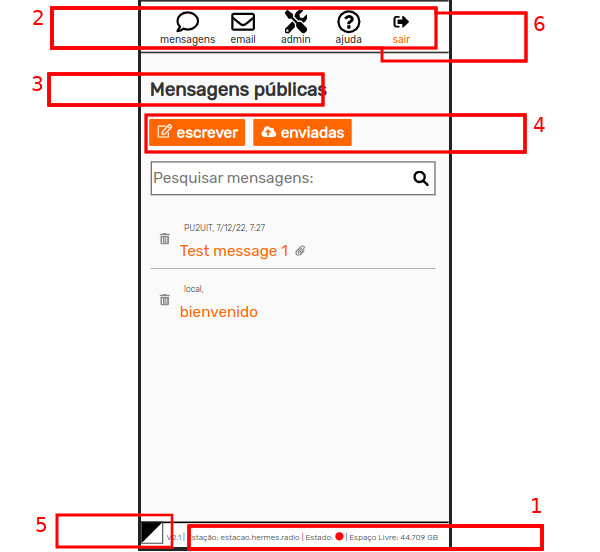 2
6
mensagens email admin ajuda sair
3
Mensagens públicas
4
escrever enviadas
Pesquisar mensagens:
PU2UIT, 7/12/22, 7:27
Test message 1
local,
bienvenido
1
5
V2.1 | Estação: estacao.hermes.radio | Estado: | Espaço Livre: 44.709 GB